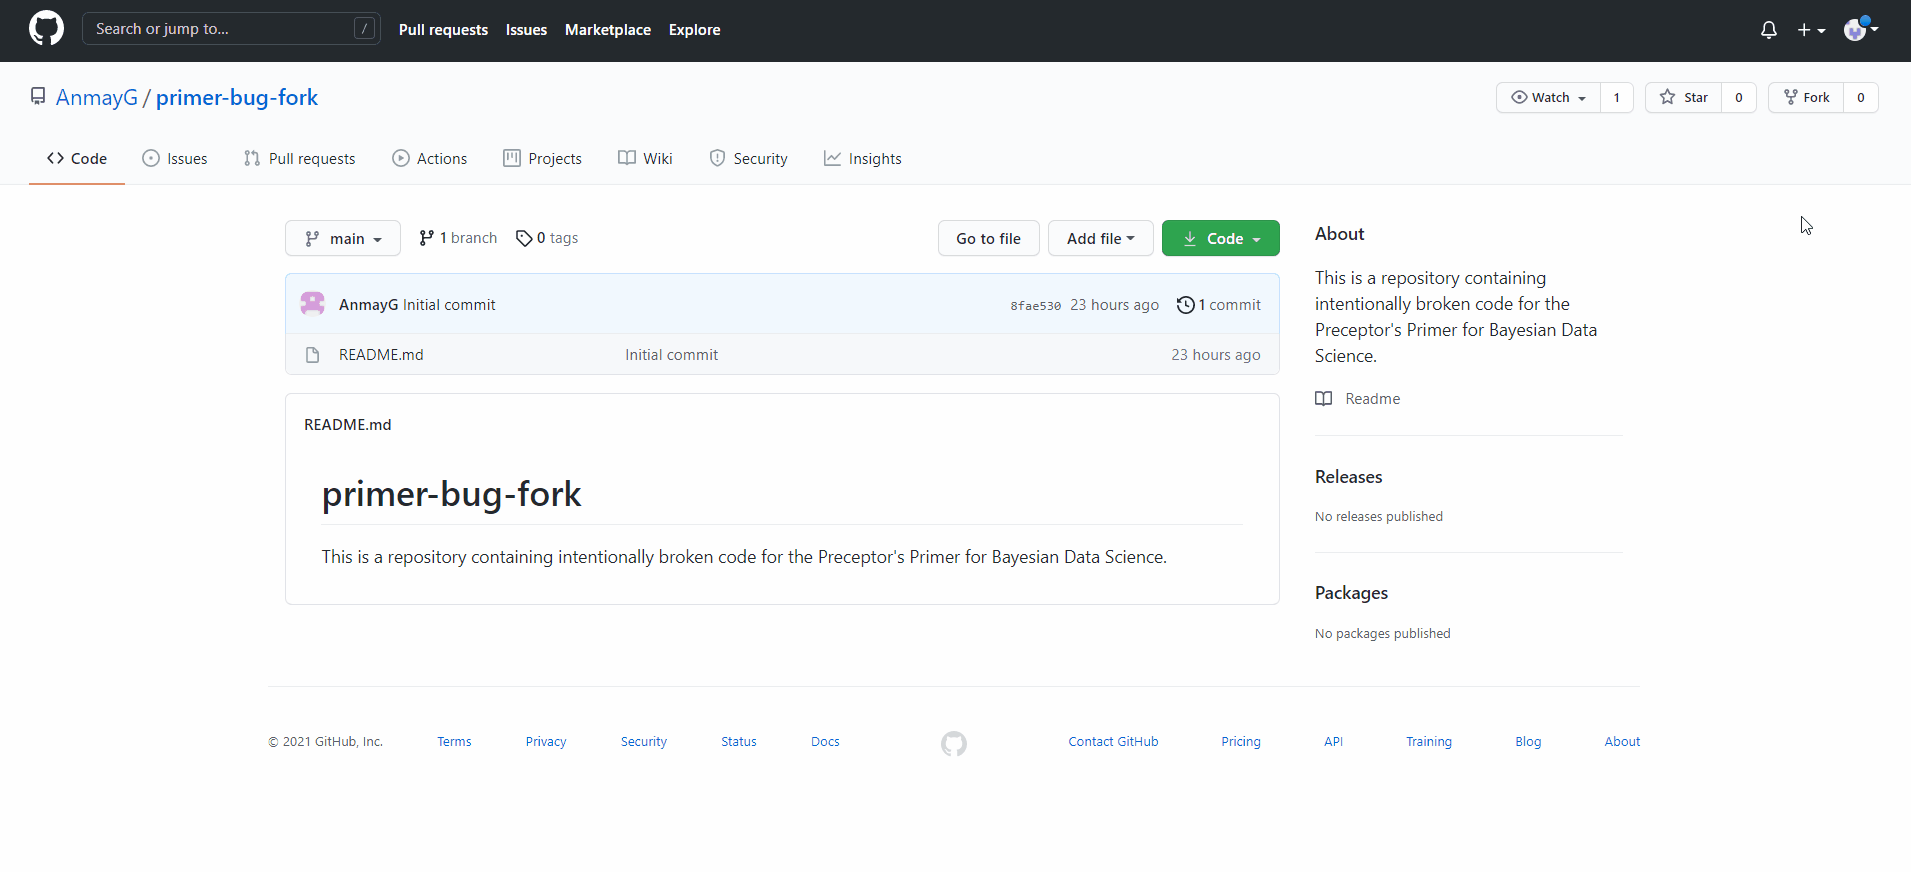 Search or jump to... /
Pull requests Issues Marketplace Explore
AnmayG / primer-bug-fork
Watch 1 Star 0 Fork 0
Code Issues Pull requests Actions Projects Wiki Security Insights
main 1 branch 0 tags Go to file Add file Code
AnmayG Initial commit 8fae530 23 hours ago 1 commit
README.md Initial commit 23 hours ago
README.md
primer-bug-fork
This is a repository containing intentionally broken code for the Preceptor's Primer for Bayesian Data Science.
About
This is a repository containing
intentionally broken code for the
Preceptor's Primer for Bayesian Data
Science.
Readme
Releases
No releases published
Packages
No packages published
© 2021 GitHub, Inc. Terms Privacy Security Status Docs Contact GitHub Pricing API Training Blog About